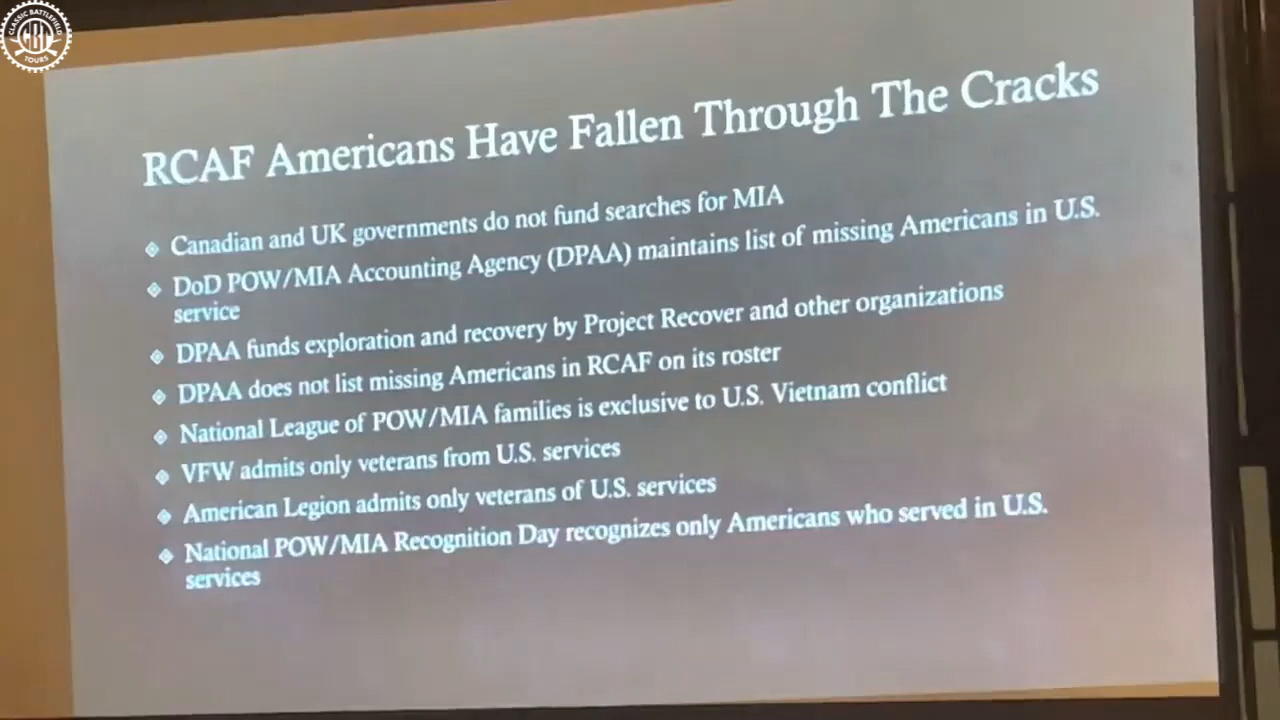 CLASSIC BATTLEFIELD
CBT
TOURS
RCAF Americans Have Fallen Through The Cracks
Canadian and UK governments do not fund searches for MIA
DoD POW/MIA Accounting Agency (DPAA) maintains list of missing Americans in U.S.
service
DPAA funds exploration and recovery by Project Recover and other organizations
DPAA does not list missing Americans in RCAF on its roster
National League of POW/MIA families is exclusive to U.S. Vietnam conflict
VFW admits only veterans from U.S. services
American Legion admits only veterans of U.S. services
National POW/MIA Recognition Day recognizes only Americans who served in U.S.
services